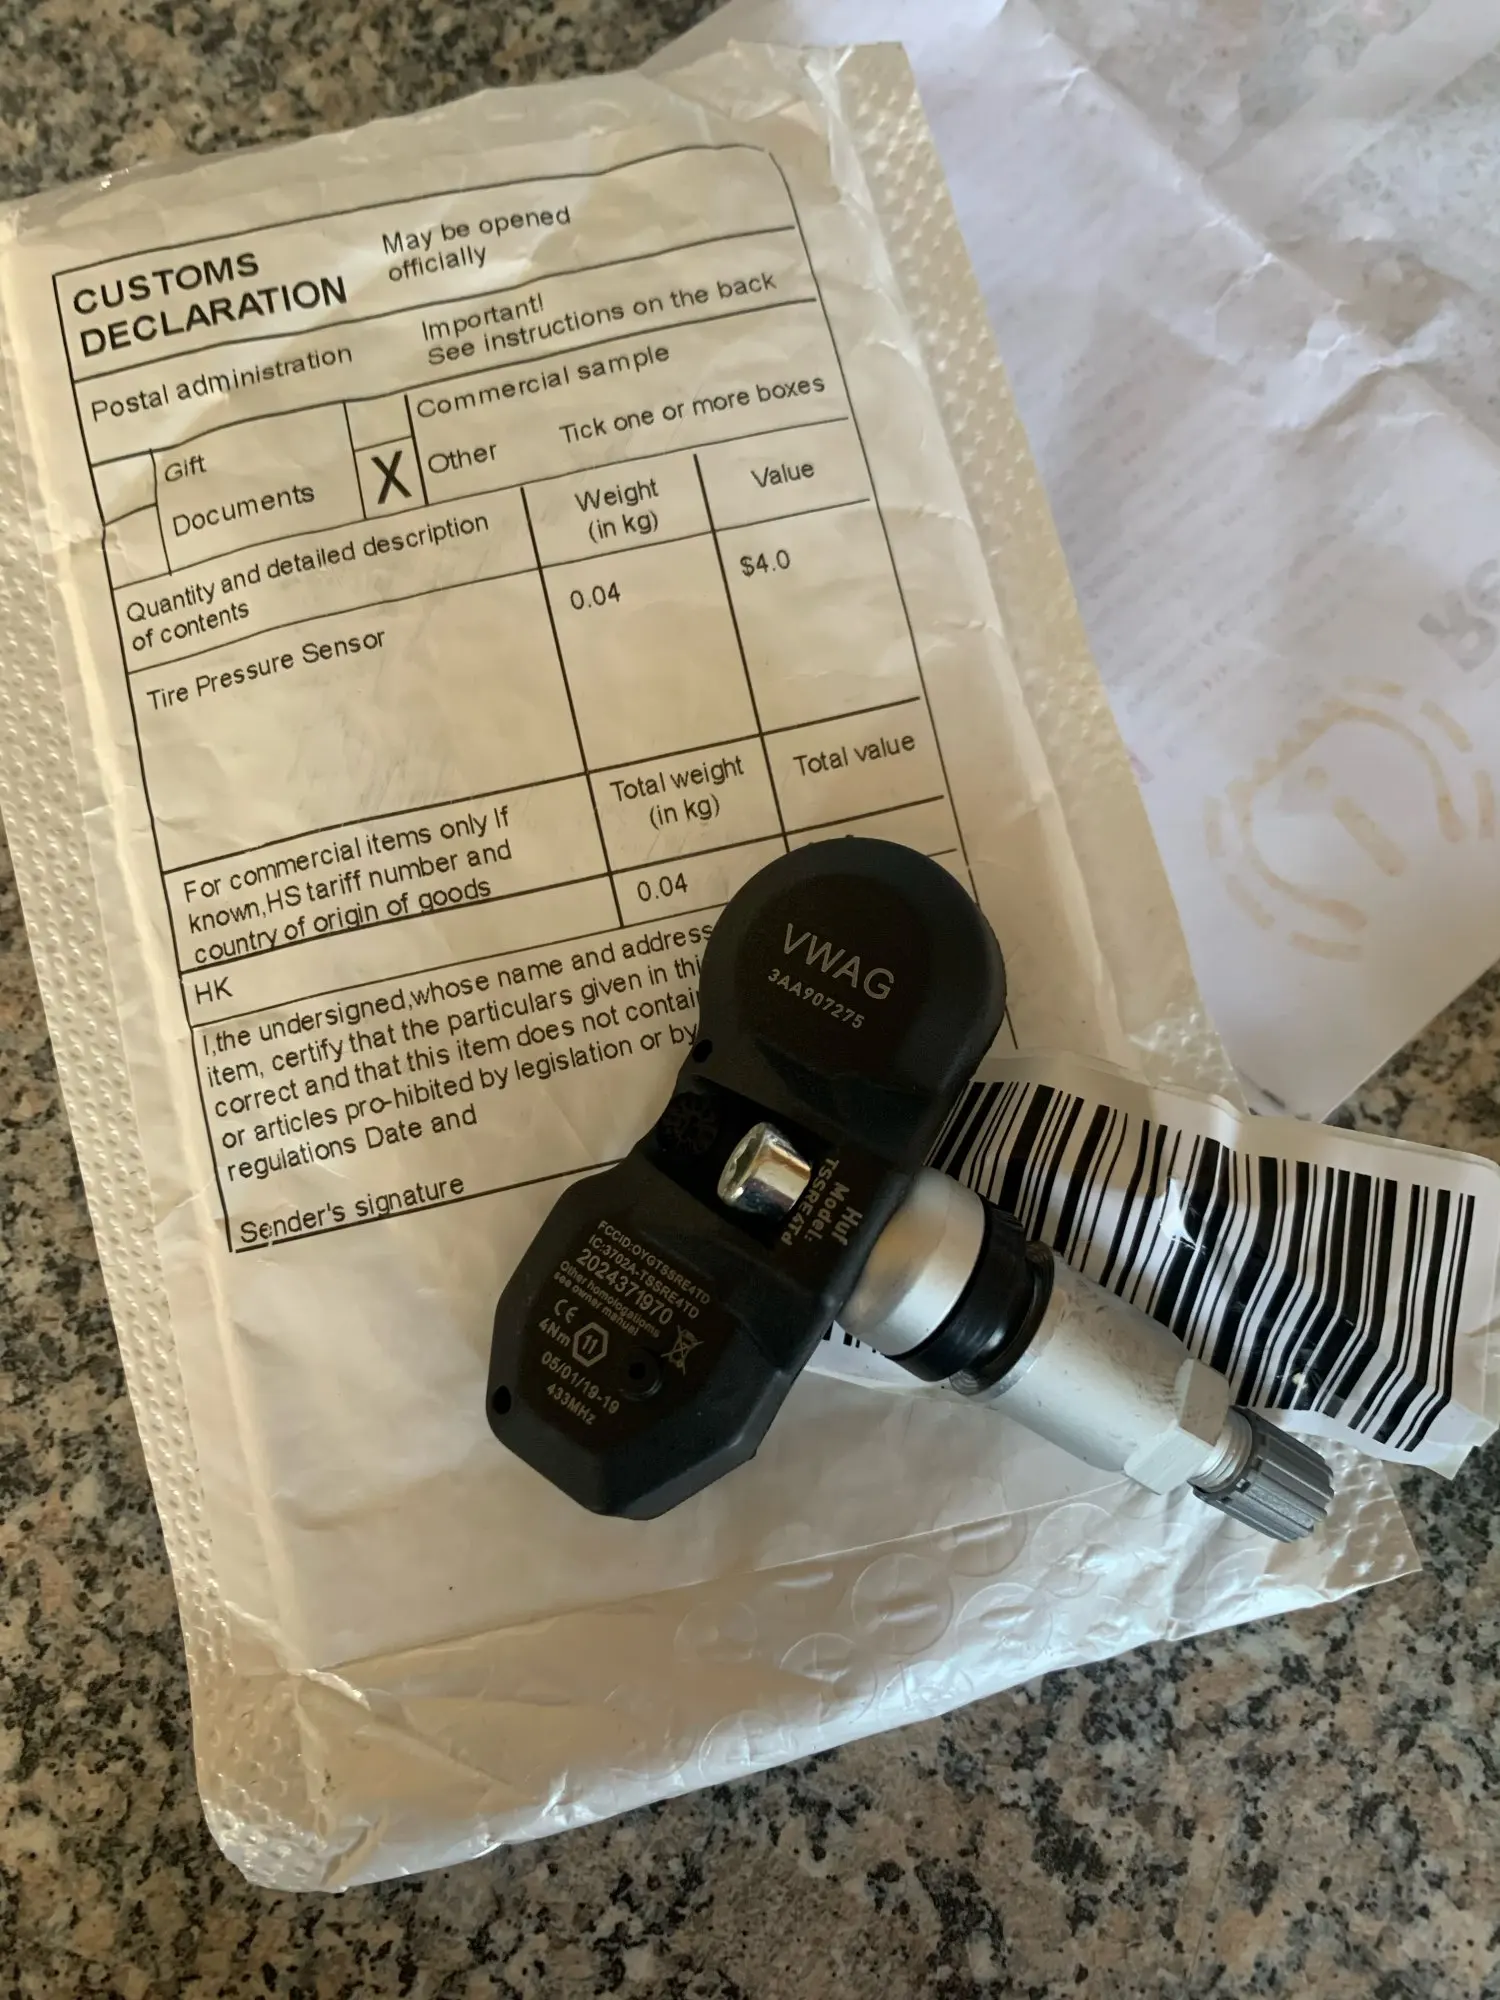 CUSTOMS
DECLARATION
May be opened
officially
Postal administration
Important!
See instructions on the back
Gift
Commercial sample
Documents
X
Other
Tick one or more boxes
Quantity and detailed description
of contents
Weight
(in kg)
Value
Tire Pressure Sensor
0.04
$4.0
For commercial items only If
known,HS tariff number and
country of origin of goods
Total weight
(in kg)
Total value
0.04
HK
I,the undersigned,whose name and address
item, certify that the particulars given in
correct and that this item does not
or articles pro-hibited by legislation or by
regulations Date and
Sender's signature
VWAG
3AA907275
Huf
Model:
TSSRE4Td
FCCID:OYGTSSRE4TD
IC:3702A-TSSRE4TD
2024371970
Other homologations
see owner manual
CE
4Nm 11
05/01/19-19
433MHz